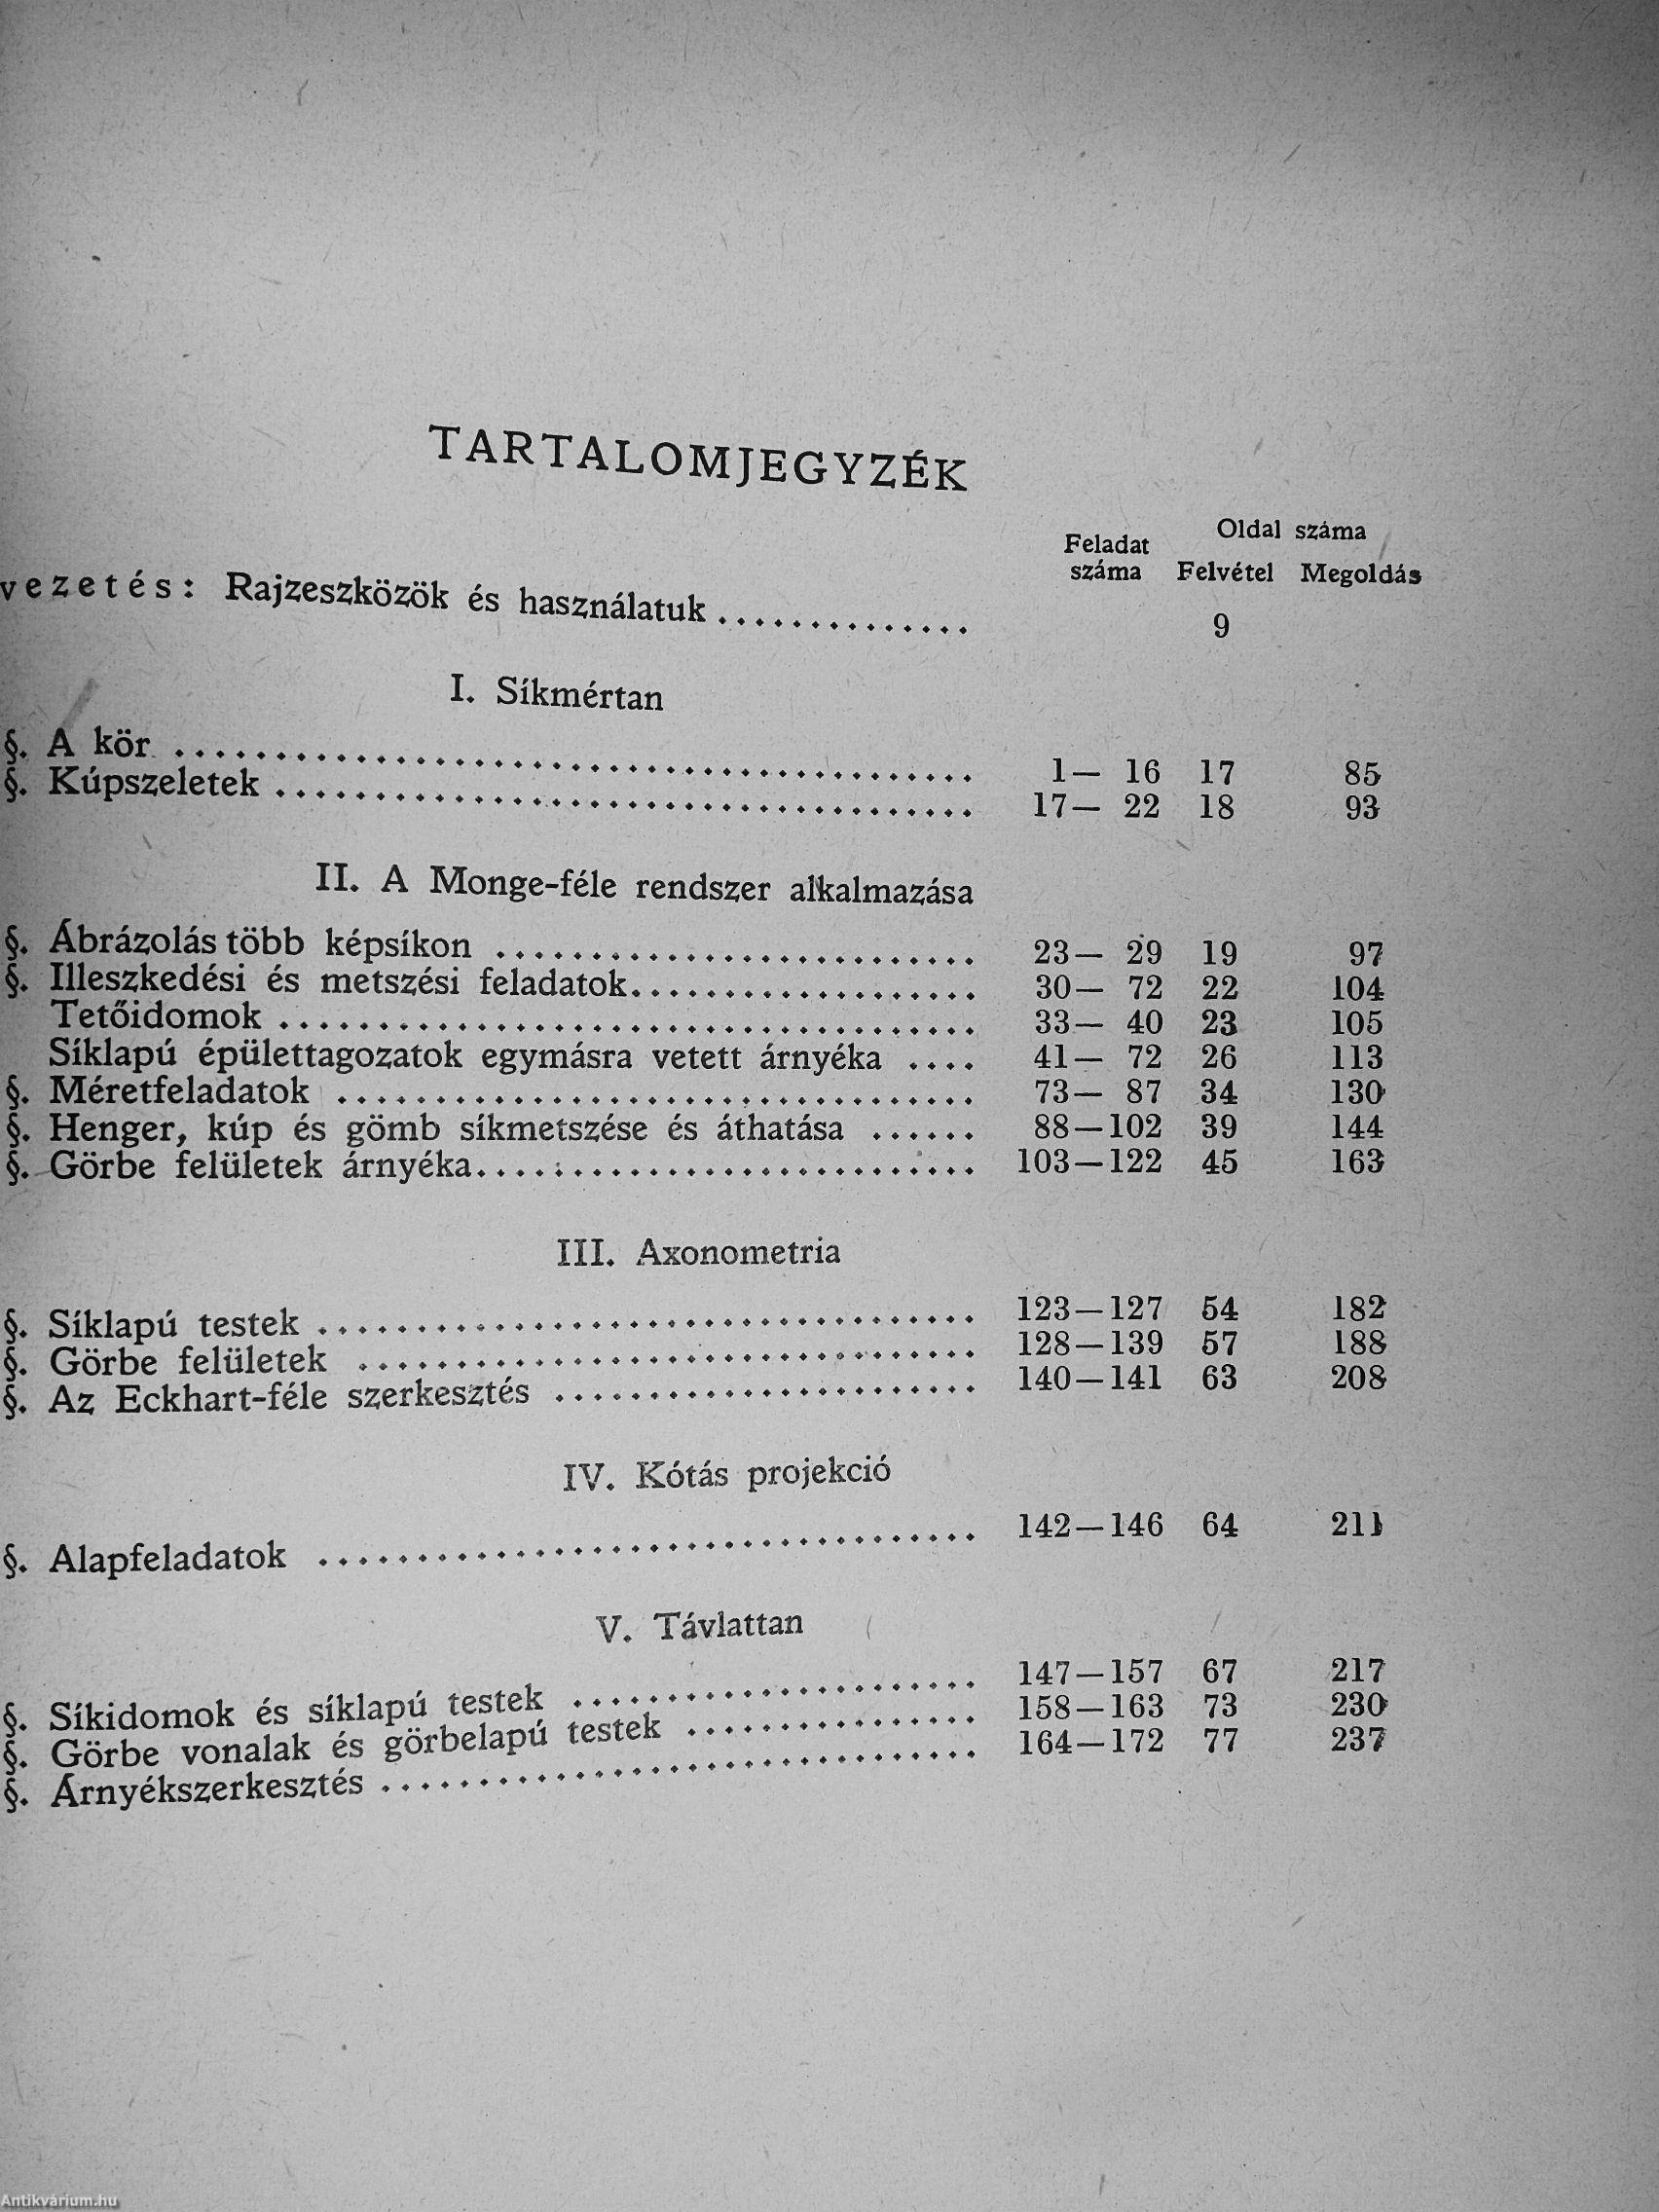 TARTALOMJEGYZÉK
Oldal száma
Feladat
száma Felvétel Megoldás
vezetés: Rajzeszközök és használatuk .............. 9
I. Síkmértan
§. A kör ........................................ 1— 16 17 85
§. Kúpszeletek ................................... 17— 22 18 93
II. A Monge-féle rendszer alkalmazása
§. Ábrázolás több képsíkon ......................... 23— 29 19 97
§. Illeszkedési és metszési feladatok................... 30— 72 22 104
Tetőidomok .................................... 33— 40 23 105
Síklapú épülettagozatok egymásra vetett árnyéka .... 41— 72 26 113
§. Méretfeladatok ................................. 73— 87 34 130
§. Henger, kúp és gömb síkmetszése és áthatása ...... 88—102 39 144
§. Görbe felületek árnyéka.......................... 103—122 45 163
III. Axonometria
§. Síklapú testek .................................. 123—127 54 182
§. Görbe felületek ................................ 128—139 57 188
§. Az Eckhart-féle szerkesztés ...................... 140—141 63 208
IV. Kótás projekció
§. Alapfeladatok .................................. 142—146 64 211
V. Távlattan
§. Síkidomok és síklapú testek ..................... 147—157 67 217
§. Görbe vonalak és görbelapú testek ............... 158—163 73 230
§. Árnyékszerkesztés ............................... 164—172 77 237
Antikvárium.hu